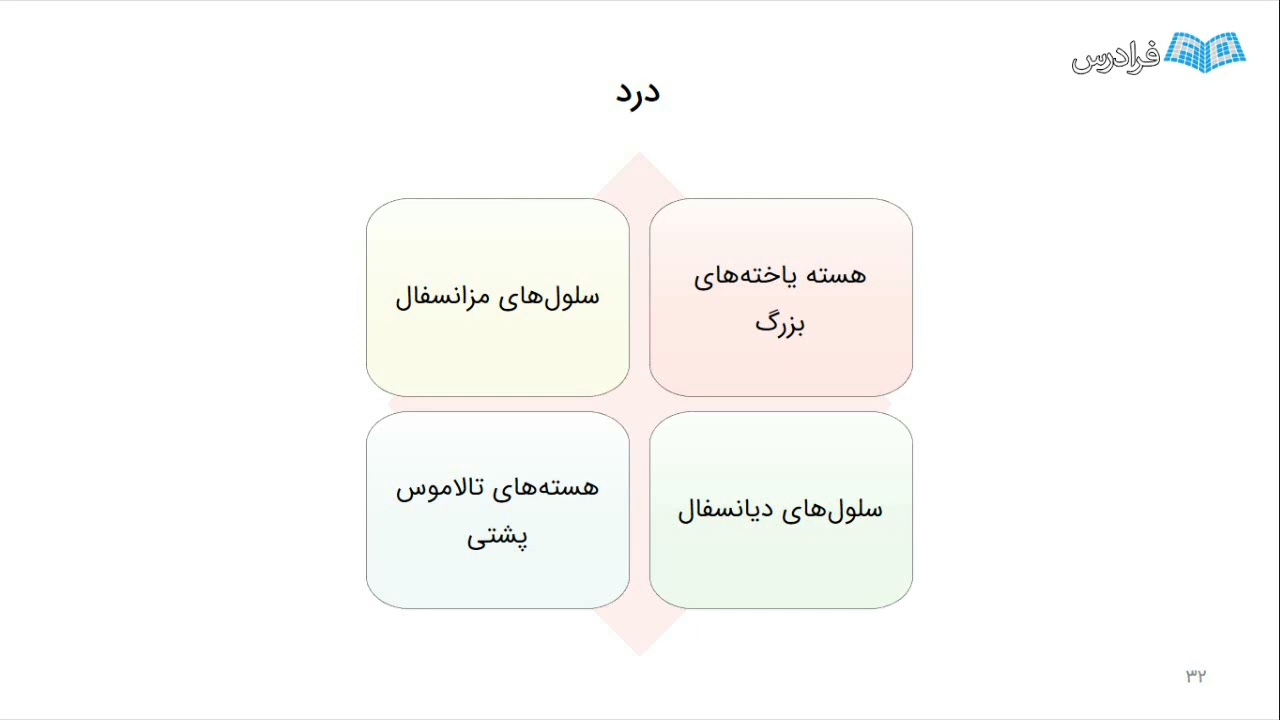 فرادرس
درد
هسته یاخته‌های
بزرگ
سلول‌های مزانسفال
سلول‌های دیانسفال
هسته‌های تالاموس
پشتی
۳۲